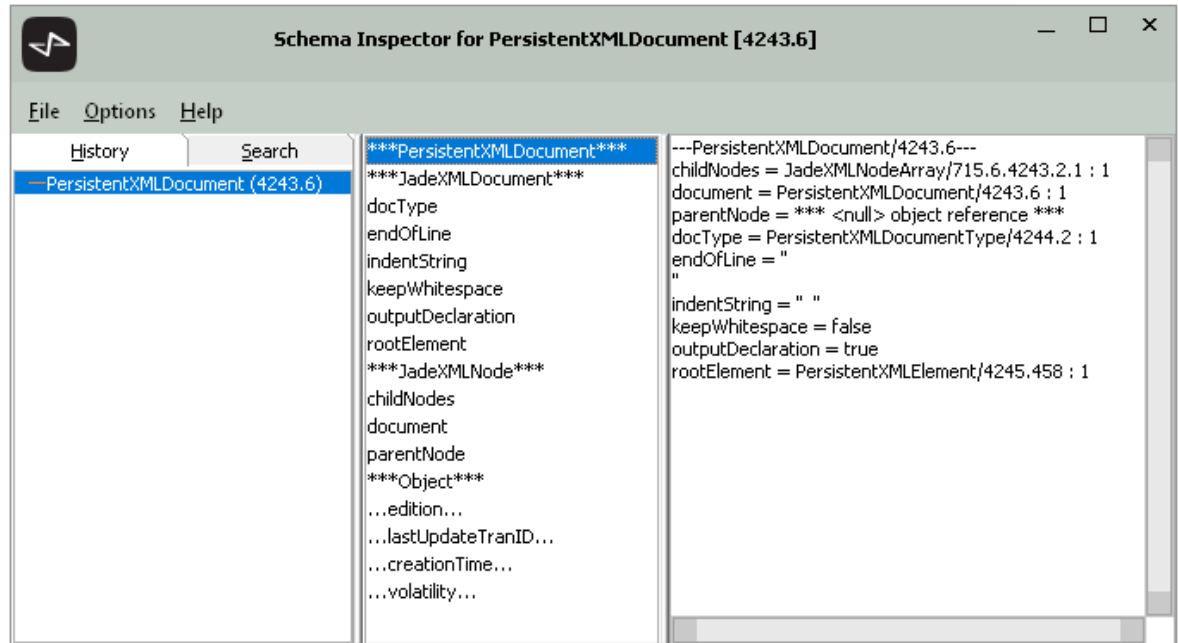 Schema Inspector for PersistentXMLDocument [4243.6]
File Options Help
History Search
PersistentXMLDocument (4243.6)
***PersistentXMLDocument***
***JadeXMLDocument***
docType
endOfLine
indentString
keepWhitespace
outputDeclaration
rootElement
***JadeXMLNode***
childNodes
document
parentNode
***Object***
...edition...
...lastUpdateTranID...
...creationTime...
...volatility...
---PersistentXMLDocument/4243.6---
childNodes = JadeXMLNodeArray/715.6.4243.2.1 : 1
document = PersistentXMLDocument/4243.6 : 1
parentNode = *** <null> object reference ***
docType = PersistentXMLDocumentType/4244.2 : 1
endOfLine = "
"
indentString = "  "
keepWhitespace = false
outputDeclaration = true
rootElement = PersistentXMLElement/4245.458 : 1